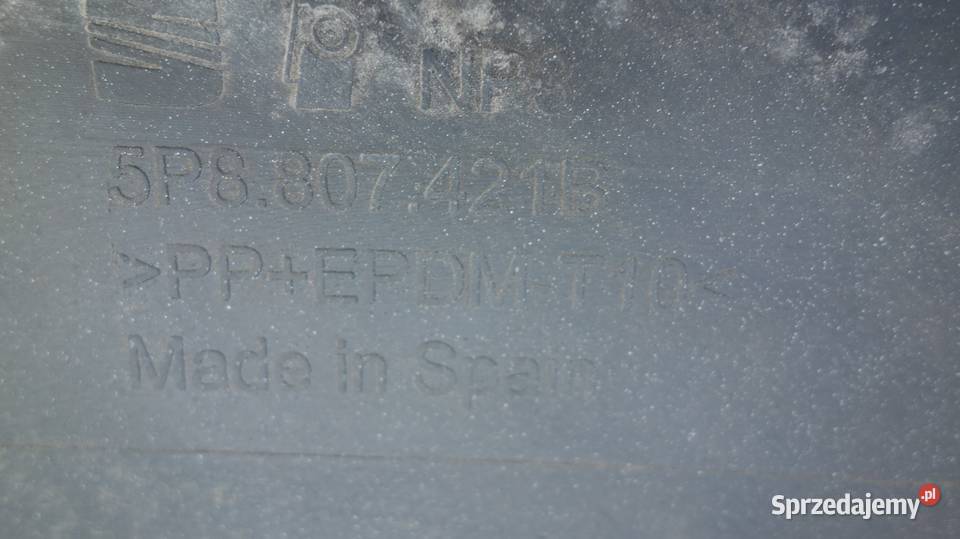 5P8.807.421B
>PP+EPDM-T10<
Made in Spain
Sprzedajemy.pl